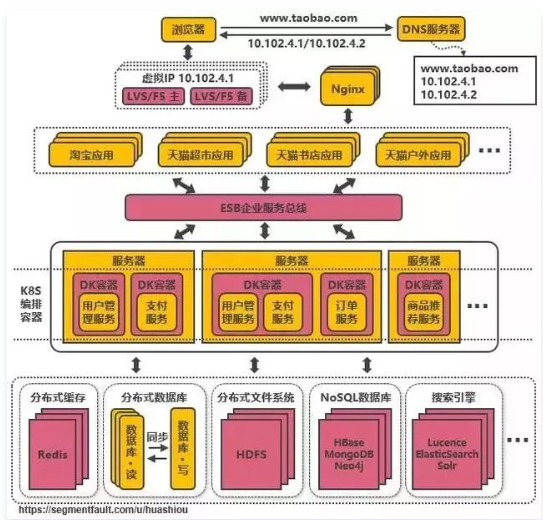 www.taobao.com
浏览器
DNS服务器
10.102.4.1/10.102.4.2
虚拟IP 10.102.4.1
LVS/F5 主
LVS/F5 备
Nginx
www.taobao.com
10.102.4.1
10.102.4.2
淘宝应用
天猫超市应用
天猫书店应用
天猫户外应用
...
ESB企业服务总线
K8S
编排
容器
服务器
DK容器
用户管
理服务
DK容器
支付
服务
服务器
DK容器
用户管
理服务
支付
服务
DK容器
订单
服务
服务器
DK容器
商品推
荐服务
...
分布式缓存
Redis
分布式数据库
数据库·读
同步
数据库·写
分布式文件系统
HDFS
NoSQL数据库
HBase
MongoDB
Neo4j
搜索引擎
Lucence
ElasticSearch
Solr
...
https://segmentfault.com/u/huashiou